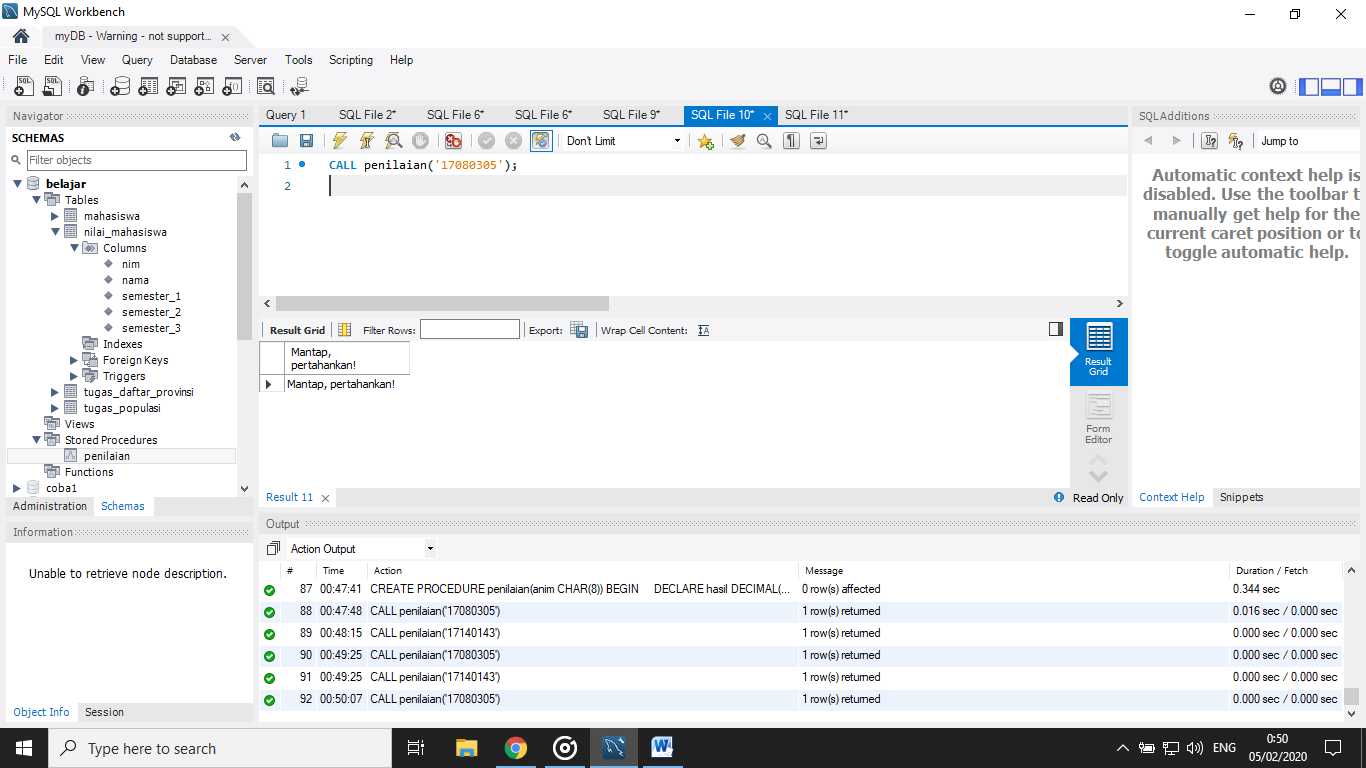 MySQL Workbench
myDB - Warning - not support...
File Edit View Query Database Server Tools Scripting Help
Navigator
SCHEMAS
Filter objects
belajar
Tables
mahasiswa
nilai_mahasiswa
Columns
nim
nama
semester_1
semester_2
semester_3
Indexes
Foreign Keys
Triggers
tugas_daftar_provinsi
tugas_populasi
Views
Stored Procedures
penilaian
Functions
coba1
Administration Schemas
Information
Unable to retrieve node description.
Object Info Session
Query 1 SQL File 2* SQL File 6* SQL File 6* SQL File 9* SQL File 10* SQL File 11*
Don't Limit
1 CALL penilaian('17080305');
2
Result Grid Filter Rows: Export: Wrap Cell Content:
Mantap,
pertahankan!
Mantap, pertahankan!
Result
Grid
Form
Editor
Result 11 Read Only
SQLAdditions
Jump to
Automatic context help is
disabled. Use the toolbar t
manually get help for the
current caret position or to
toggle automatic help.
Context Help Snippets
Output
Action Output
# Time Action Message Duration / Fetch
87 00:47:41 CREATE PROCEDURE penilaian(anim CHAR(8)) BEGIN DECLARE hasil DECIMAL(... 0 row(s) affected 0.344 sec
88 00:47:48 CALL penilaian('17080305') 1 row(s) returned 0.016 sec / 0.000 sec
89 00:48:15 CALL penilaian('17140143') 1 row(s) returned 0.000 sec / 0.000 sec
90 00:49:25 CALL penilaian('17080305') 1 row(s) returned 0.000 sec / 0.000 sec
91 00:49:25 CALL penilaian('17140143') 1 row(s) returned 0.000 sec / 0.000 sec
92 00:50:07 CALL penilaian('17080305') 1 row(s) returned 0.000 sec / 0.000 sec
Type here to search
ENG
0:50
05/02/2020